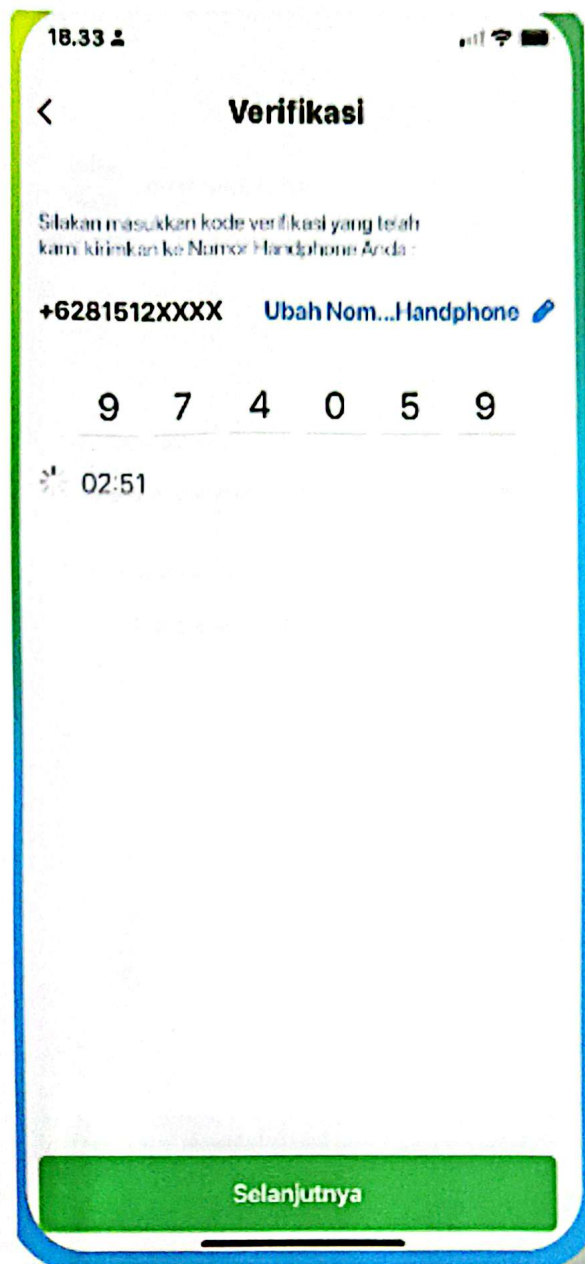 18.33
Verifikasi
Silakan masukkan kode verifikasi yang telah
kami kirimkan ke Nomor Handphone Anda :
+6281512XXXX Ubah Nom...Handphone
9 7 4 0 5 9
02:51
Selanjutnya